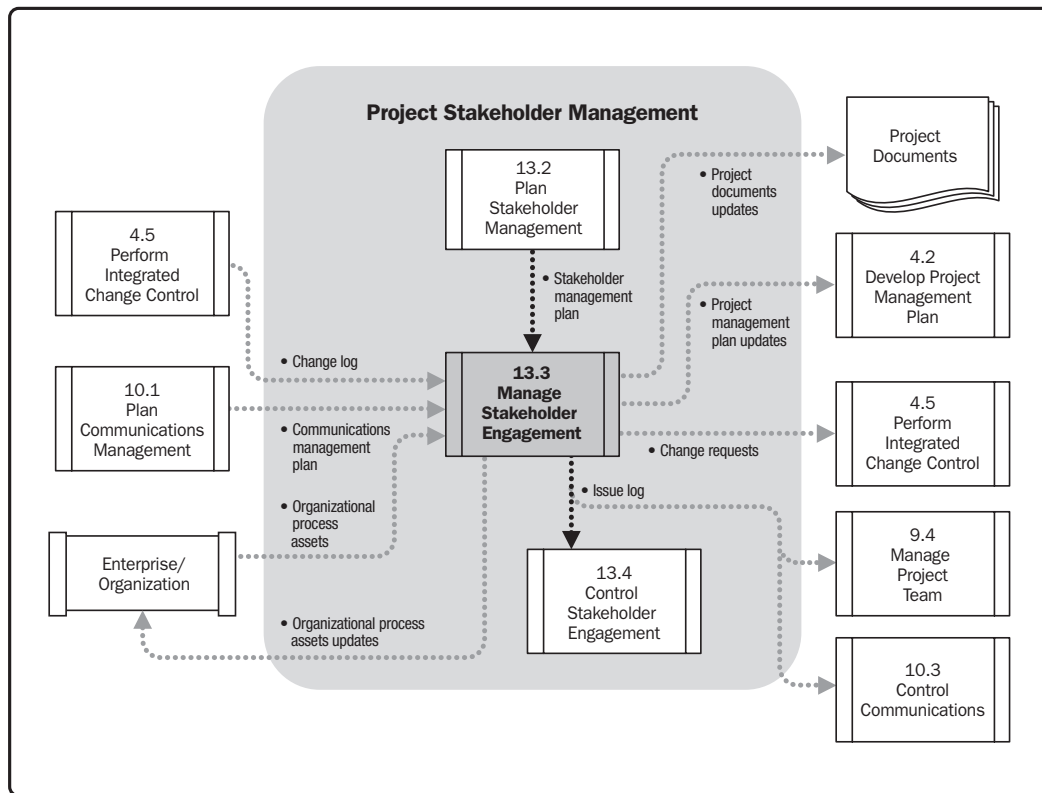 Project Stakeholder Management
13.2
Plan
Stakeholder
Management
• Project
documents
updates
Project
Documents
4.5
Perform
Integrated
Change Control
• Stakeholder
management
plan
• Project
management
plan updates
4.2
Develop Project
Management
Plan
• Change log
13.3
Manage
Stakeholder
Engagement
10.1
Plan
Communications
Management
• Communications
management
plan
• Change requests
4.5
Perform
Integrated
Change Control
• Organizational
process
assets
• Issue log
Enterprise/
Organization
13.4
Control
Stakeholder
Engagement
9.4
Manage
Project
Team
• Organizational process
assets updates
10.3
Control
Communications